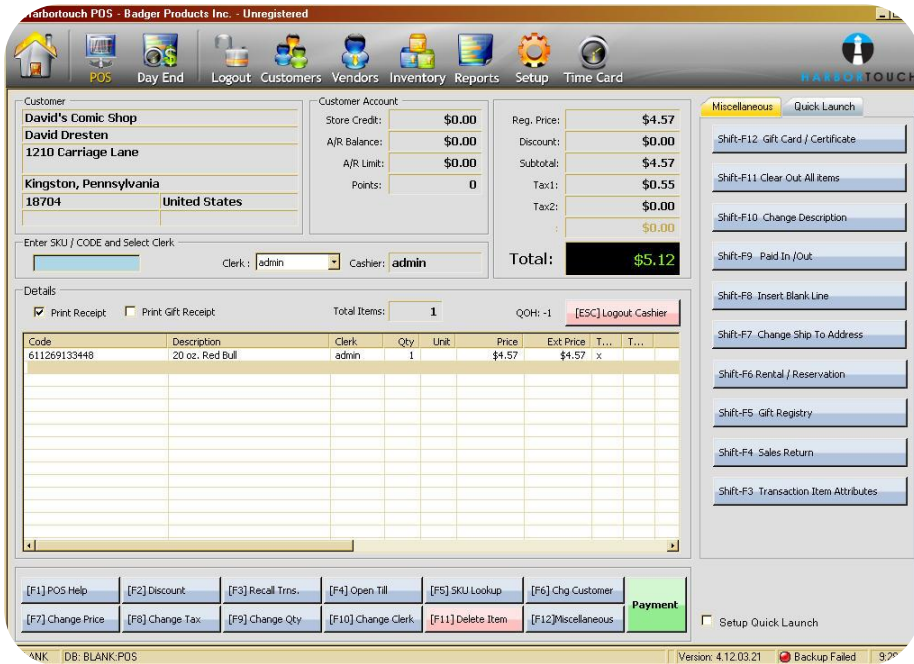 Harbortouch POS - Badger Products Inc. - Unregistered
POS
Day End
Logout
Customers
Vendors
Inventory
Reports
Setup
Time Card
HARBORTOUCH
Customer
David's Comic Shop
David Dresten
1210 Carriage Lane
Kingston, Pennsylvania
18704 United States
Customer Account
Store Credit: $0.00
A/R Balance: $0.00
A/R Limit: $0.00
Points: 0
Reg. Price: $4.57
Discount: $0.00
Subtotal: $4.57
Tax1: $0.55
Tax2: $0.00
: $0.00
Total: $5.12
Enter SKU / CODE and Select Clerk
Clerk : admin Cashier: admin
Details
Print Receipt Print Gift Receipt Total Items: 1 QOH: -1 [ESC] Logout Cashier
Code Description Clerk Qty Unit Price Ext Price T... T...
611269133448 20 oz. Red Bull admin 1 $4.57 $4.57 x
[F1] POS Help [F2] Discount [F3] Recall Trns. [F4] Open Till [F5] SKU Lookup [F6] Chg Customer
[F7] Change Price [F8] Change Tax [F9] Change Qty [F10] Change Clerk [F11] Delete Item [F12]Miscellaneous
Payment
Miscellaneous Quick Launch
Shift-F12 Gift Card / Certificate
Shift-F11 Clear Out All items
Shift-F10 Change Description
Shift-F9 Paid In /Out
Shift-F8 Insert Blank Line
Shift-F7 Change Ship To Address
Shift-F6 Rental / Reservation
Shift-F5 Gift Registry
Shift-F4 Sales Return
Shift-F3 Transaction Item Attributes
Setup Quick Launch
DB: BLANK:POS
Version: 4.12.03.21 Backup Failed